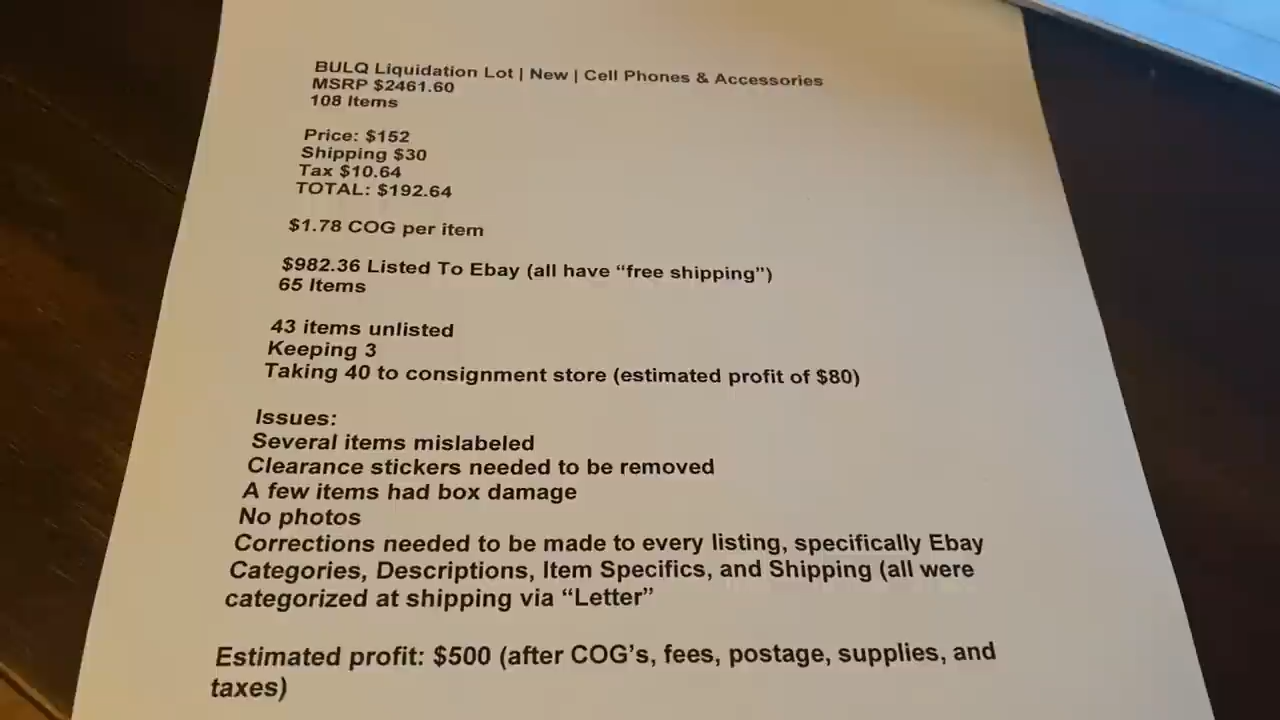 BULQ Liquidation Lot | New | Cell Phones & Accessories
MSRP $2461.60
108 Items
Price: $152
Shipping $30
Tax $10.64
TOTAL: $192.64
$1.78 COG per item
$982.36 Listed To Ebay (all have “free shipping”)
65 Items
43 items unlisted
Keeping 3
Taking 40 to consignment store (estimated profit of $80)
Issues:
Several items mislabeled
Clearance stickers needed to be removed
A few items had box damage
No photos
Corrections needed to be made to every listing, specifically Ebay
Categories, Descriptions, Item Specifics, and Shipping (all were
categorized at shipping via “Letter”
Estimated profit: $500 (after COG’s, fees, postage, supplies, and
taxes)